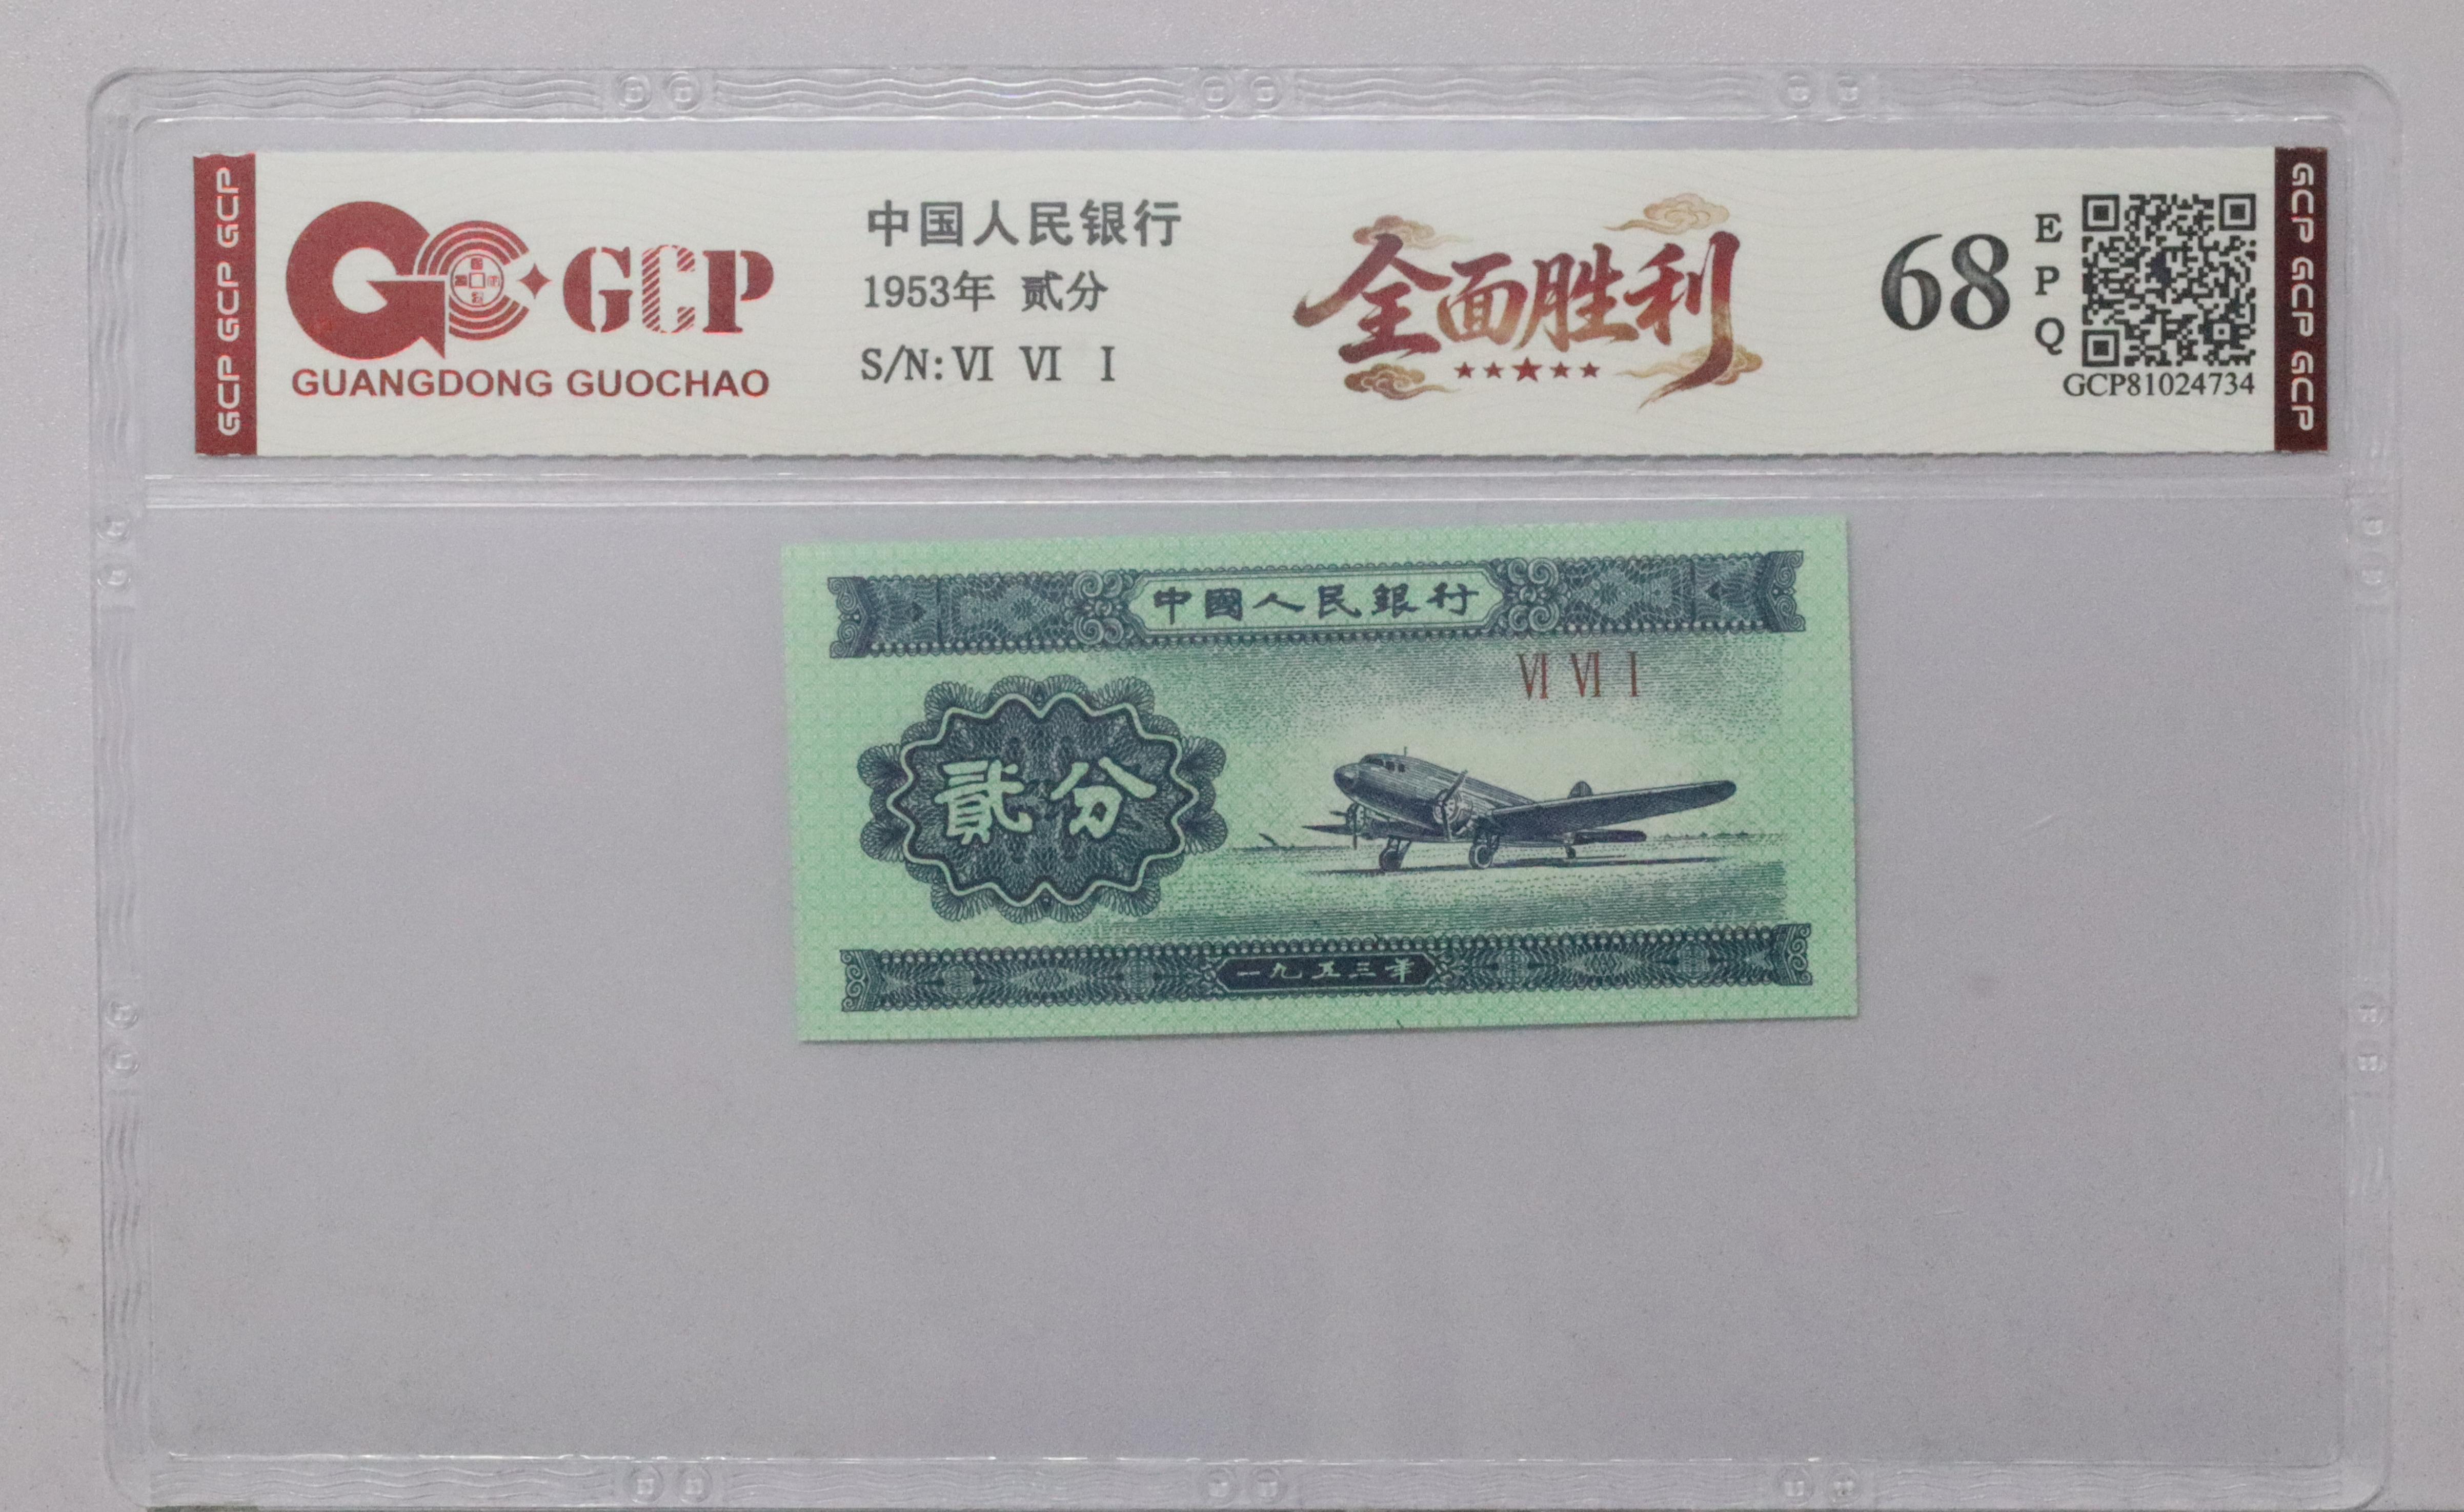 GCP GCP GCP
GCP
GUANGDONG GUOCHAO
中国人民银行
1953年 贰分
S/N:Ⅵ Ⅵ Ⅰ
全面胜利
68
EPQ
GCP81024734
GCP GCP GCP
中國人民銀行
Ⅵ Ⅵ Ⅰ
貳分
一九五三年